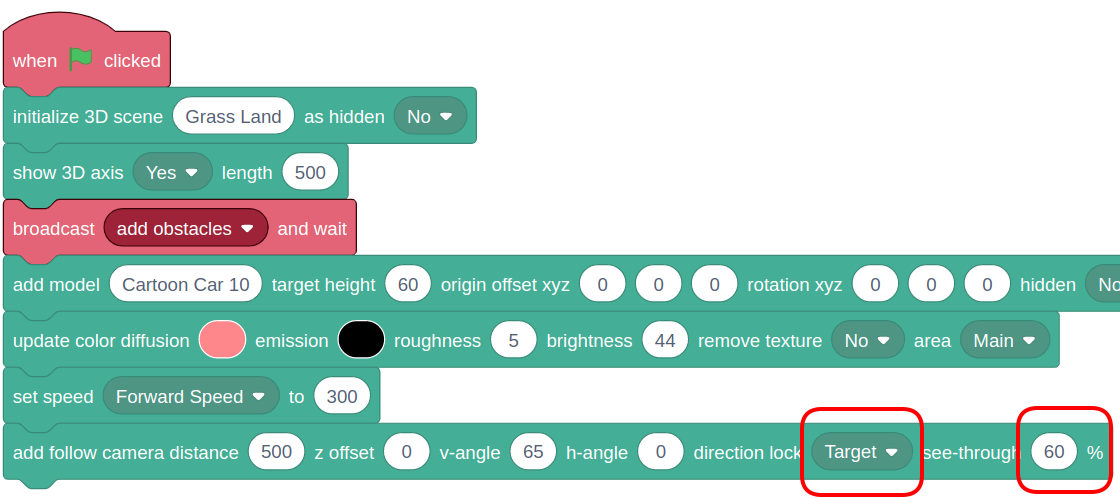 when clicked
initialize 3D scene Grass Land as hidden No
show 3D axis Yes length 500
broadcast add obstacles and wait
add model Cartoon Car 10 target height 60 origin offset xyz 0 0 0 rotation xyz 0 0 0 hidden No
update color diffusion emission roughness 5 brightness 44 remove texture No area Main
set speed Forward Speed to 300
add follow camera distance 500 z offset 0 v-angle 65 h-angle 0 direction lock Target see-through 60 %